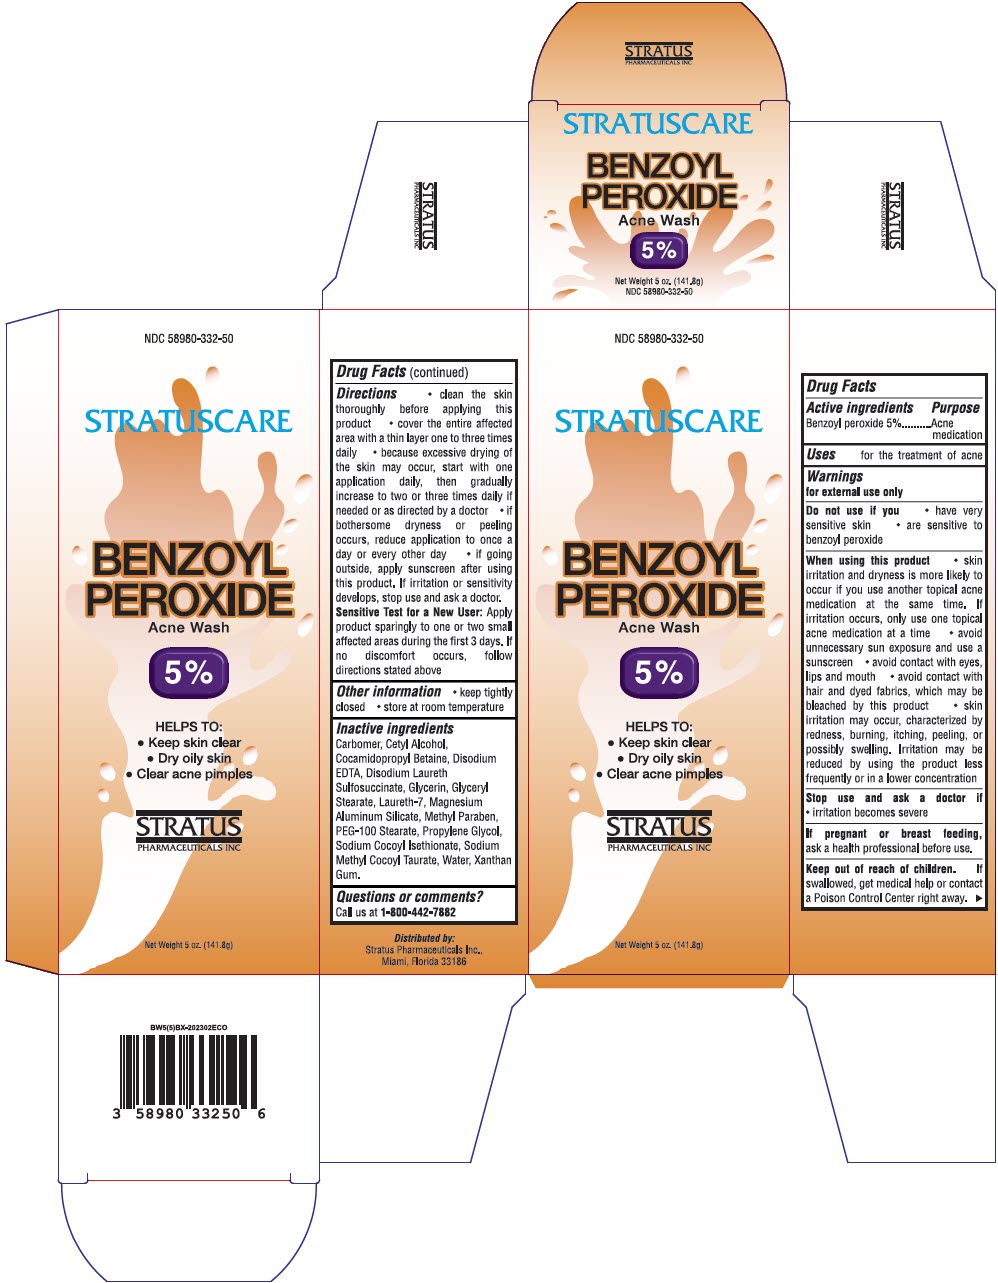 STRATUS
PHARMACEUTICALS INC
STRATUSCARE
BENZOYL
PEROXIDE
Acne Wash
5%
Net Weight 5 oz. (141.8g)
NDC 58980-332-50
STRATUS
PHARMACEUTICALS INC
STRATUS
PHARMACEUTICALS INC
NDC 58980-332-50
STRATUSCARE
BENZOYL
PEROXIDE
Acne Wash
5%
HELPS TO:
● Keep skin clear
● Dry oily skin
● Clear acne pimples
STRATUS
PHARMACEUTICALS INC
Net Weight 5 oz. (141.8g)
Drug Facts (continued)
Directions • clean the skin
thoroughly before applying this
product • cover the entire affected
area with a thin layer one to three times
daily • because excessive drying of
the skin may occur, start with one
application daily, then gradually
increase to two or three times daily if
needed or as directed by a doctor • if
bothersome dryness or peeling
occurs, reduce application to once a
day or every other day • if going
outside, apply sunscreen after using
this product. If irritation or sensitivity
develops, stop use and ask a doctor.
Sensitive Test for a New User: Apply
product sparingly to one or two small
affected areas during the first 3 days. If
no discomfort occurs, follow
directions stated above
Other information • keep tightly
closed • store at room temperature
Inactive ingredients
Carbomer, Cetyl Alcohol,
Cocamidopropyl Betaine, Disodium
EDTA, Disodium Laureth
Sulfosuccinate, Glycerin, Glyceryl
Stearate, Laureth-7, Magnesium
Aluminum Silicate, Methyl Paraben,
PEG-100 Stearate, Propylene Glycol,
Sodium Cocoyl Isethionate, Sodium
Methyl Cocoyl Taurate, Water, Xanthan
Gum.
Questions or comments?
Call us at 1-800-442-7882
Distributed by:
Stratus Pharmaceuticals Inc.,
Miami, Florida 33186
NDC 58980-332-50
STRATUSCARE
BENZOYL
PEROXIDE
Acne Wash
5%
HELPS TO:
● Keep skin clear
● Dry oily skin
● Clear acne pimples
STRATUS
PHARMACEUTICALS INC
Net Weight 5 oz. (141.8g)
Drug Facts
Active ingredients Purpose
Benzoyl peroxide 5%..........Acne
medication
Uses for the treatment of acne
Warnings
for external use only
Do not use if you • have very
sensitive skin • are sensitive to
benzoyl peroxide
When using this product • skin
irritation and dryness is more likely to
occur if you use another topical acne
medication at the same time. If
irritation occurs, only use one topical
acne medication at a time • avoid
unnecessary sun exposure and use a
sunscreen • avoid contact with eyes,
lips and mouth • avoid contact with
hair and dyed fabrics, which may be
bleached by this product • skin
irritation may occur, characterized by
redness, burning, itching, peeling, or
possibly swelling. Irritation may be
reduced by using the product less
frequently or in a lower concentration
Stop use and ask a doctor if
• irritation becomes severe
If pregnant or breast feeding,
ask a health professional before use.
Keep out of reach of children. If
swallowed, get medical help or contact
a Poison Control Center right away. ▶
BW5(5)BX-202302ECO
3 58980 33250 6